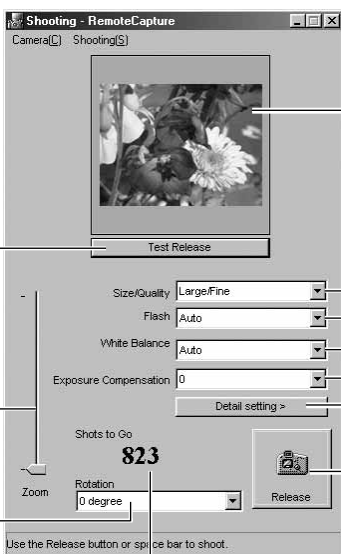 Shooting - RemoteCapture
Camera[C] Shooting[S]
Test Release
Size/Quality Large/Fine
Flash Auto
White Balance Auto
Exposure Compensation 0
Detail setting >
Shots to Go
823
Zoom
Rotation
0 degree
Release
Use the Release button or space bar to shoot.